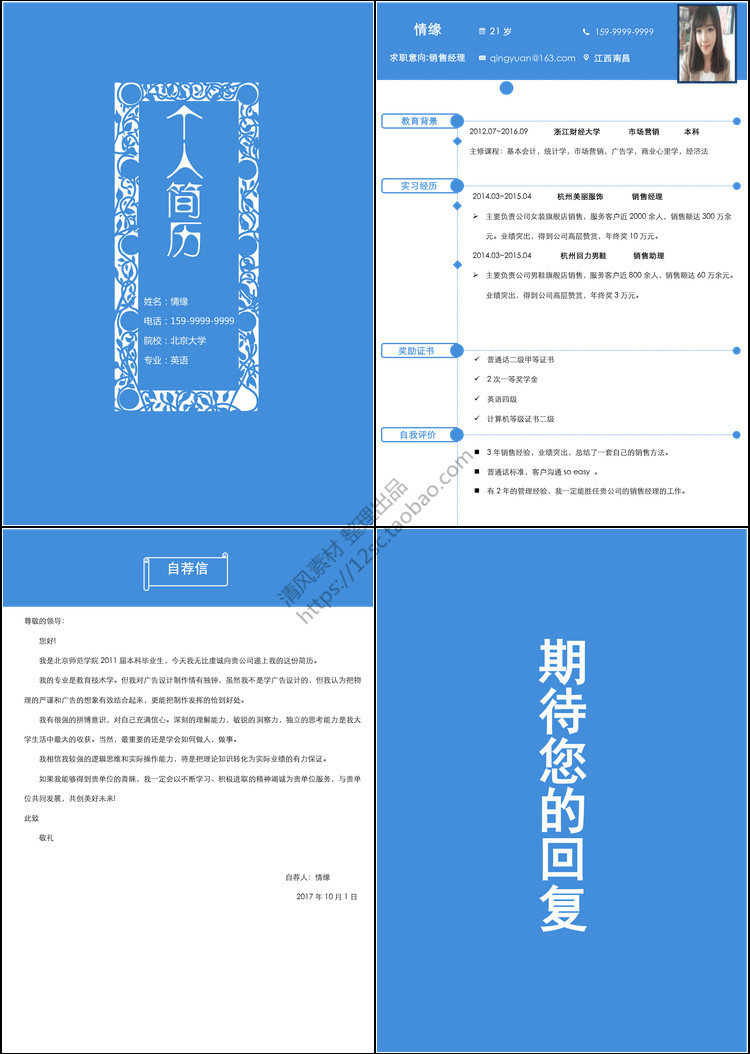 个人简历
姓名：情缘
电话：159-9999-9999
院校：北京大学
专业：英语
情缘
21 岁
159-9999-9999
求职意向:销售经理
qingyuan@163.com
江西南昌
教育背景
2012.07~2016.09 浙江财经大学 市场营销 本科
主修课程：基本会计，统计学，市场营销，广告学，商业心里学，经济法
实习经历
2014.03~2015.04 杭州美丽服饰 销售经理
主要负责公司女装旗舰店销售，服务客户近 2000 余人，销售额达 300 万余
元。业绩突出，得到公司高层赞赏，年终奖 10 万元。
2014.03~2015.04 杭州回力男鞋 销售助理
主要负责公司男鞋旗舰店销售，服务客户近 800 余人，销售额达 60 万余元。
业绩突出，得到公司高层赞赏，年终奖 3 万元。
奖励证书
普通话二级甲等证书
2 次一等奖学金
英语四级
计算机等级证书二级
自我评价
3 年销售经验，业绩突出，总结了一套自己的销售方法。
普通话标准，客户沟通 so easy 。
有 2 年的管理经验，我一定能胜任贵公司的销售经理的工作。
清风素材 整理出品
https://12sc.taobao.com
自荐信
尊敬的领导：
您好!
我是北京师范学院 2011 届本科毕业生，今天我无比虔诚向贵公司递上我的这份简历。
我的专业是教育技术学。但我对广告设计制作情有独钟，虽然我不是学广告设计的，但我认为把物
理的严谨和广告的想象有效结合起来，更能把制作发挥的恰到好处。
我有很强的拼博意识，对自己充满信心。深刻的理解能力，敏锐的洞察力，独立的思考能力是我大
学生活中最大的收获。当然，最重要的还是学会如何做人，做事。
我相信我较强的逻辑思维和实际操作能力，将是把理论知识转化为实际业绩的有力保证。
如果我能够得到贵单位的青睐，我一定会以不断学习、积极进取的精神竭诚为贵单位服务，与贵单
位共同发展、共创美好未来!
此致
敬礼
自荐人：情缘
2017 年 10 月 1 日
期待您的回复